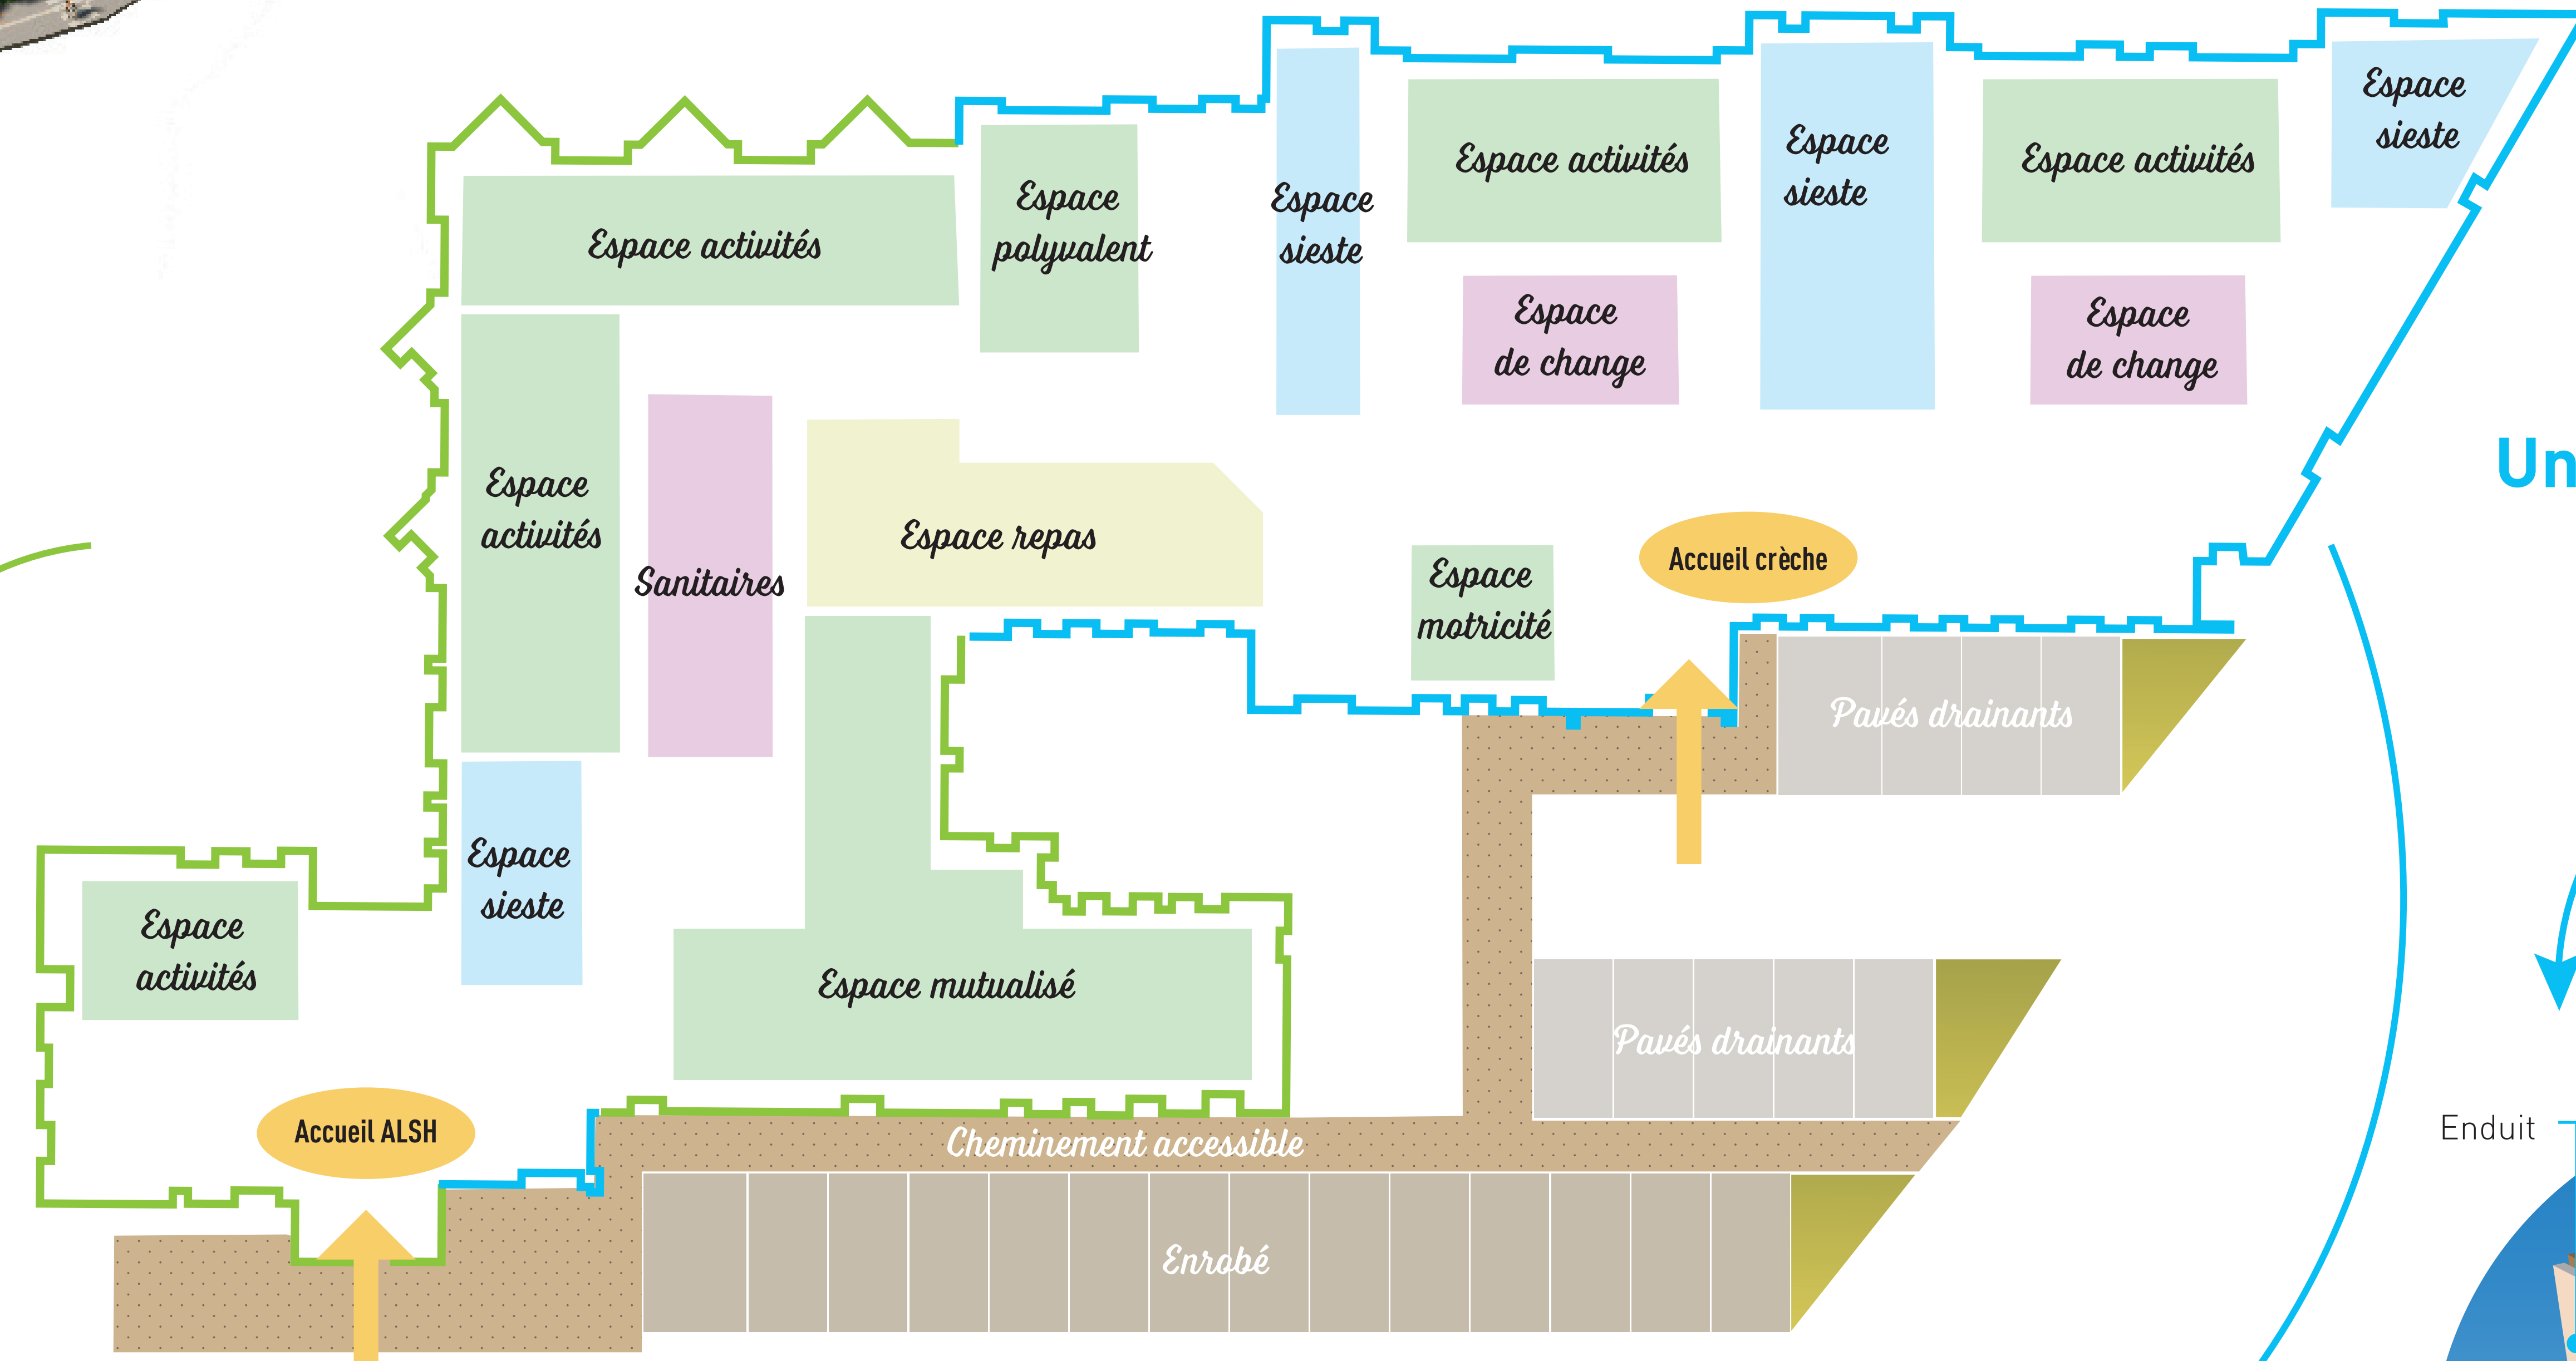 Espace
sieste
Espace activités
Espace
sieste
Espace activités
Espace
sieste
Espace
polyvalent
Espace activités
Espace
de change
Espace
de change
Espace
activités
Sanitaires
Espace repas
Un
Espace
motricité
Accueil crèche
Pavés drainants
Espace
sieste
Espace
activités
Espace mutualisé
Pavés drainants
Accueil ALSH
Cheminement accessible
Enduit
Enrobé